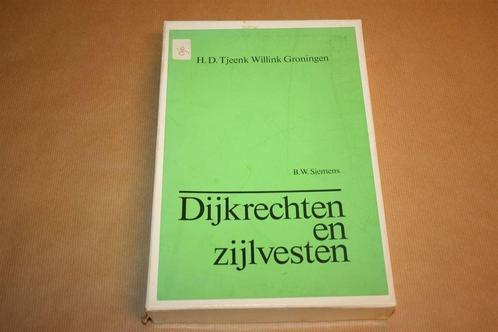 H. D. Tjeenk Willink Groningen
B.W. Siemens
Dijkrechten
en
zijlvesten